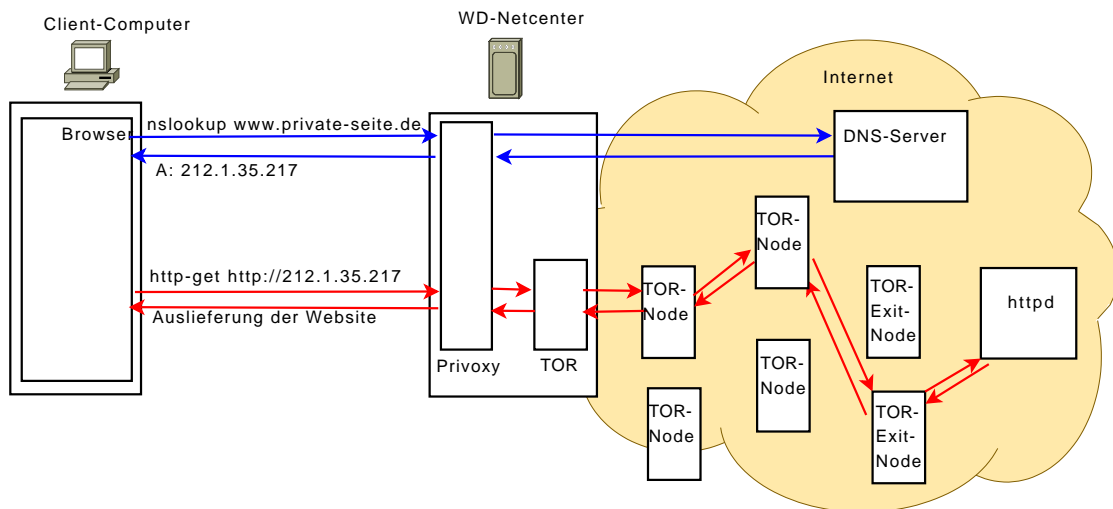 Client-Computer
WD-Netcenter
Internet
Browser
nslookup www.private-seite.de
A: 212.1.35.217
DNS-Server
http-get http://212.1.35.217
Auslieferung der Website
Privoxy
TOR
TOR-
Node
TOR-
Node
TOR-
Exit-
Node
httpd
TOR-
Node
TOR-
Node
TOR-
Exit-
Node